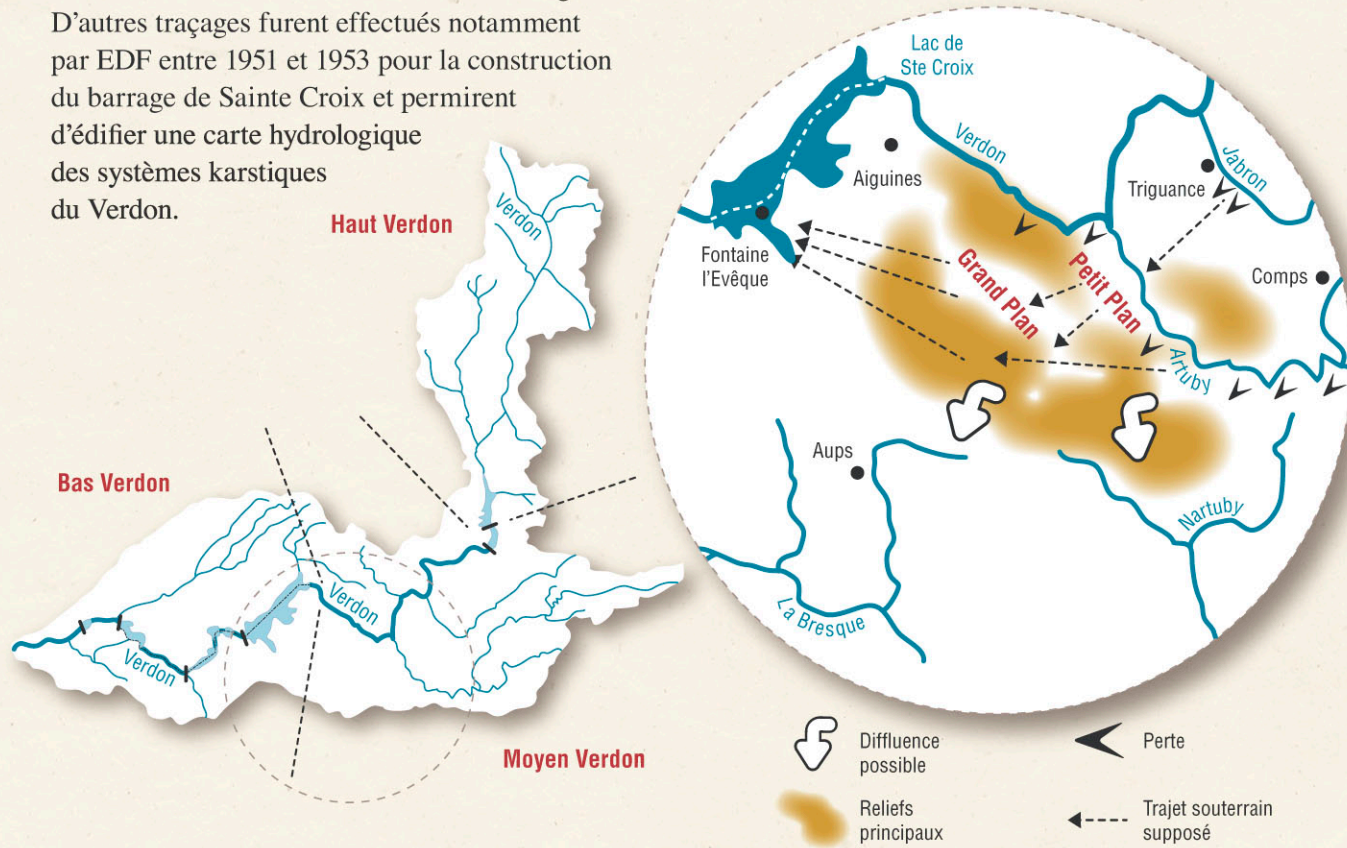 D'autres traçages furent effectués notamment
par EDF entre 1951 et 1953 pour la construction
du barrage de Sainte Croix et permirent
d'édifier une carte hydrologique
des systèmes karstiques
du Verdon.
Haut Verdon
Verdon
Bas Verdon
Verdon
Verdon
Moyen Verdon
Lac de
Ste Croix
Verdon
Aiguines
Jabron
Triguance
Fontaine
l'Evêque
Grand Plan
Petit Plan
Comps
Artuby
Aups
Nartuby
La Bresque
Diffluence
possible
Perte
Reliefs
principaux
Trajet souterrain
supposé